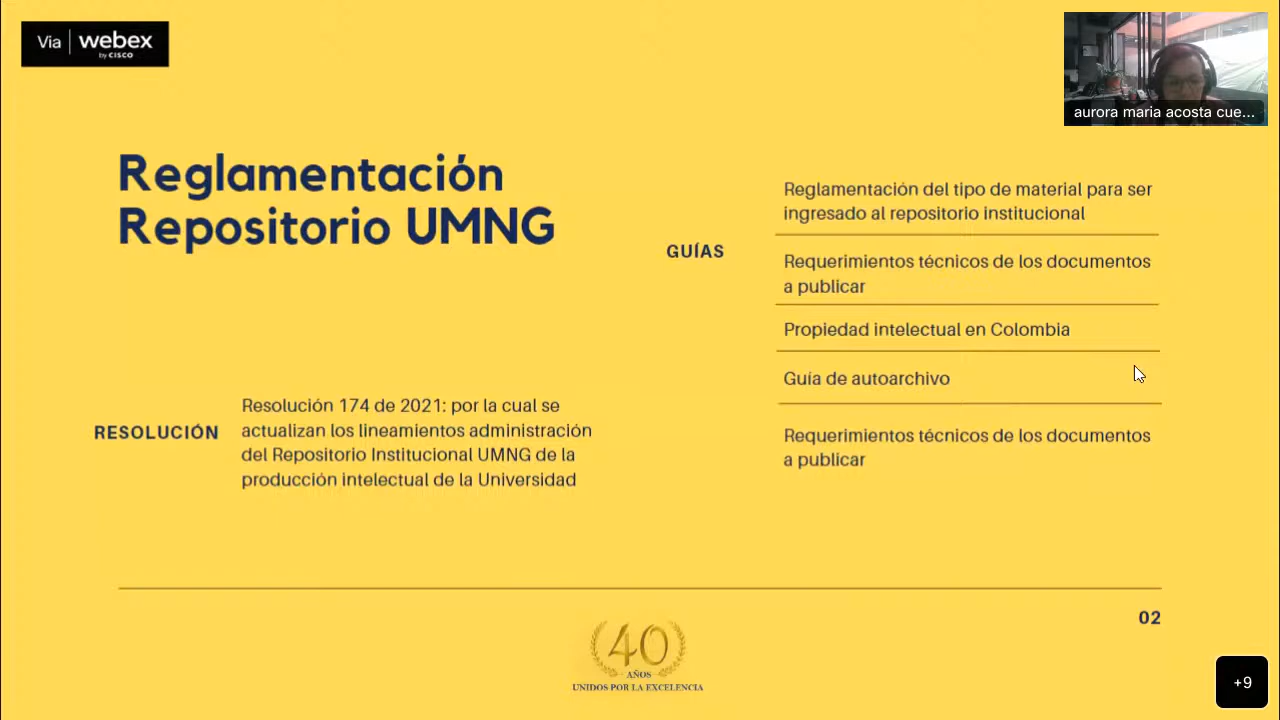 Via webex
by CISCO
aurora maria acosta cue...
Reglamentación
Repositorio UMNG
GUÍAS
Reglamentación del tipo de material para ser
ingresado al repositorio institucional
Requerimientos técnicos de los documentos
a publicar
Propiedad intelectual en Colombia
Guía de autoarchivo
Requerimientos técnicos de los documentos
a publicar
RESOLUCIÓN
Resolución 174 de 2021: por la cual se
actualizan los lineamientos administración
del Repositorio Institucional UMNG de la
producción intelectual de la Universidad
02
40
AÑOS
UNIDOS POR LA EXCELENCIA
+9